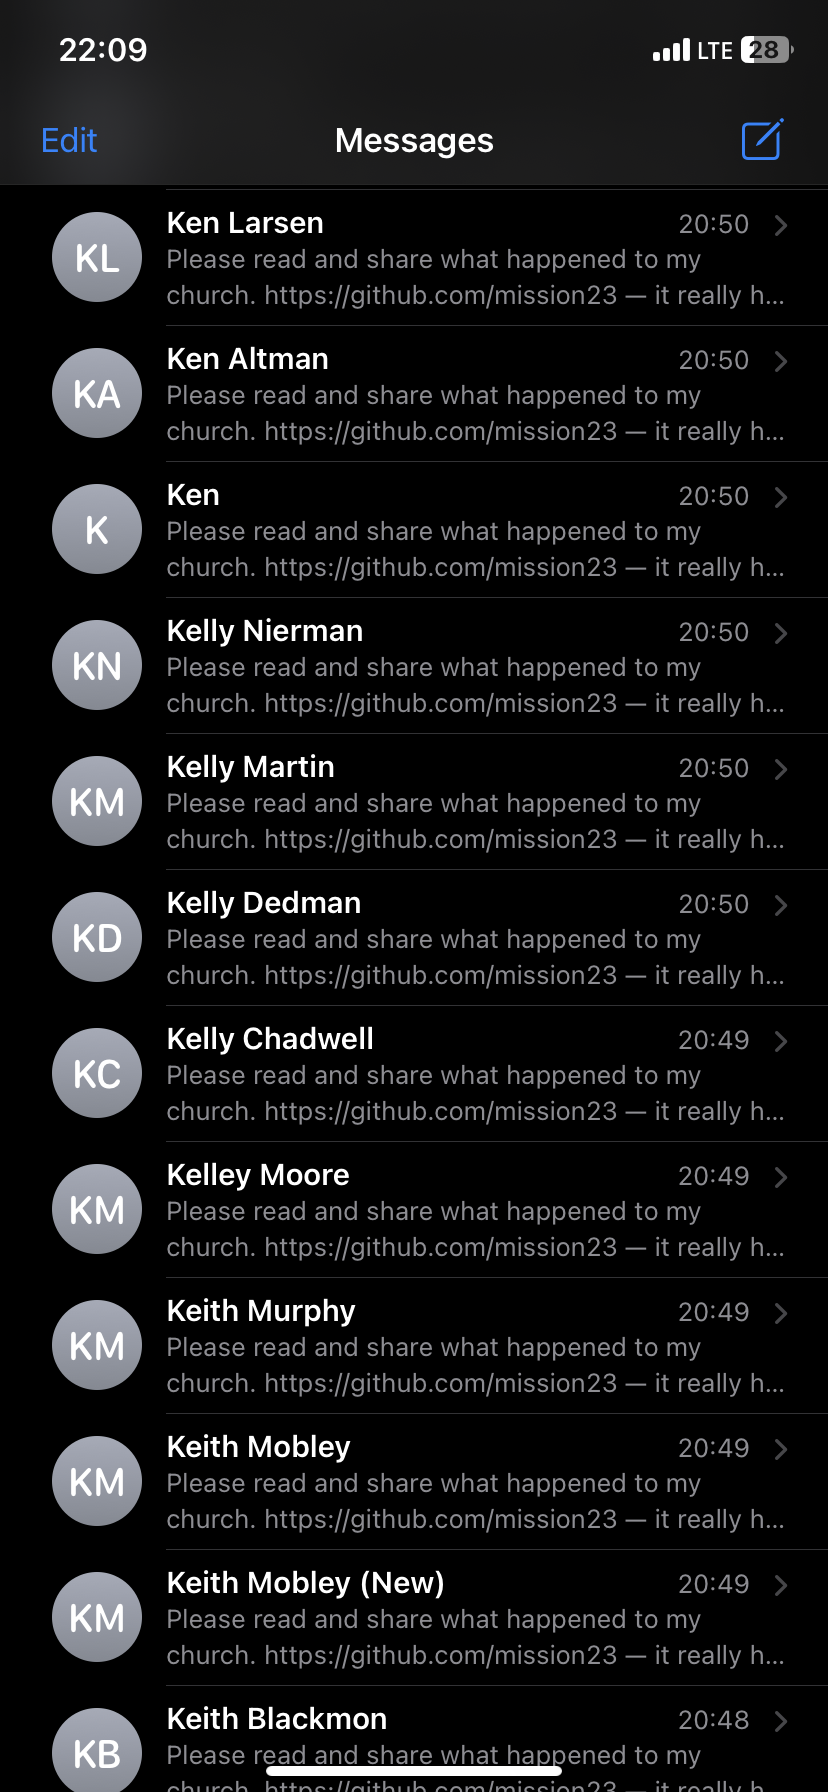 22:09
LTE 28
Edit
Messages
KL
Ken Larsen
20:50
Please read and share what happened to my
church. https://github.com/mission23 — it really h...
KA
Ken Altman
20:50
Please read and share what happened to my
church. https://github.com/mission23 — it really h...
K
Ken
20:50
Please read and share what happened to my
church. https://github.com/mission23 — it really h...
KN
Kelly Nierman
20:50
Please read and share what happened to my
church. https://github.com/mission23 — it really h...
KM
Kelly Martin
20:50
Please read and share what happened to my
church. https://github.com/mission23 — it really h...
KD
Kelly Dedman
20:50
Please read and share what happened to my
church. https://github.com/mission23 — it really h...
KC
Kelly Chadwell
20:49
Please read and share what happened to my
church. https://github.com/mission23 — it really h...
KM
Kelley Moore
20:49
Please read and share what happened to my
church. https://github.com/mission23 — it really h...
KM
Keith Murphy
20:49
Please read and share what happened to my
church. https://github.com/mission23 — it really h...
KM
Keith Mobley
20:49
Please read and share what happened to my
church. https://github.com/mission23 — it really h...
KM
Keith Mobley (New)
20:49
Please read and share what happened to my
church. https://github.com/mission23 — it really h...
KB
Keith Blackmon
20:48
Please read and share what happened to my
church. https://github.com/mission23 — it really h...